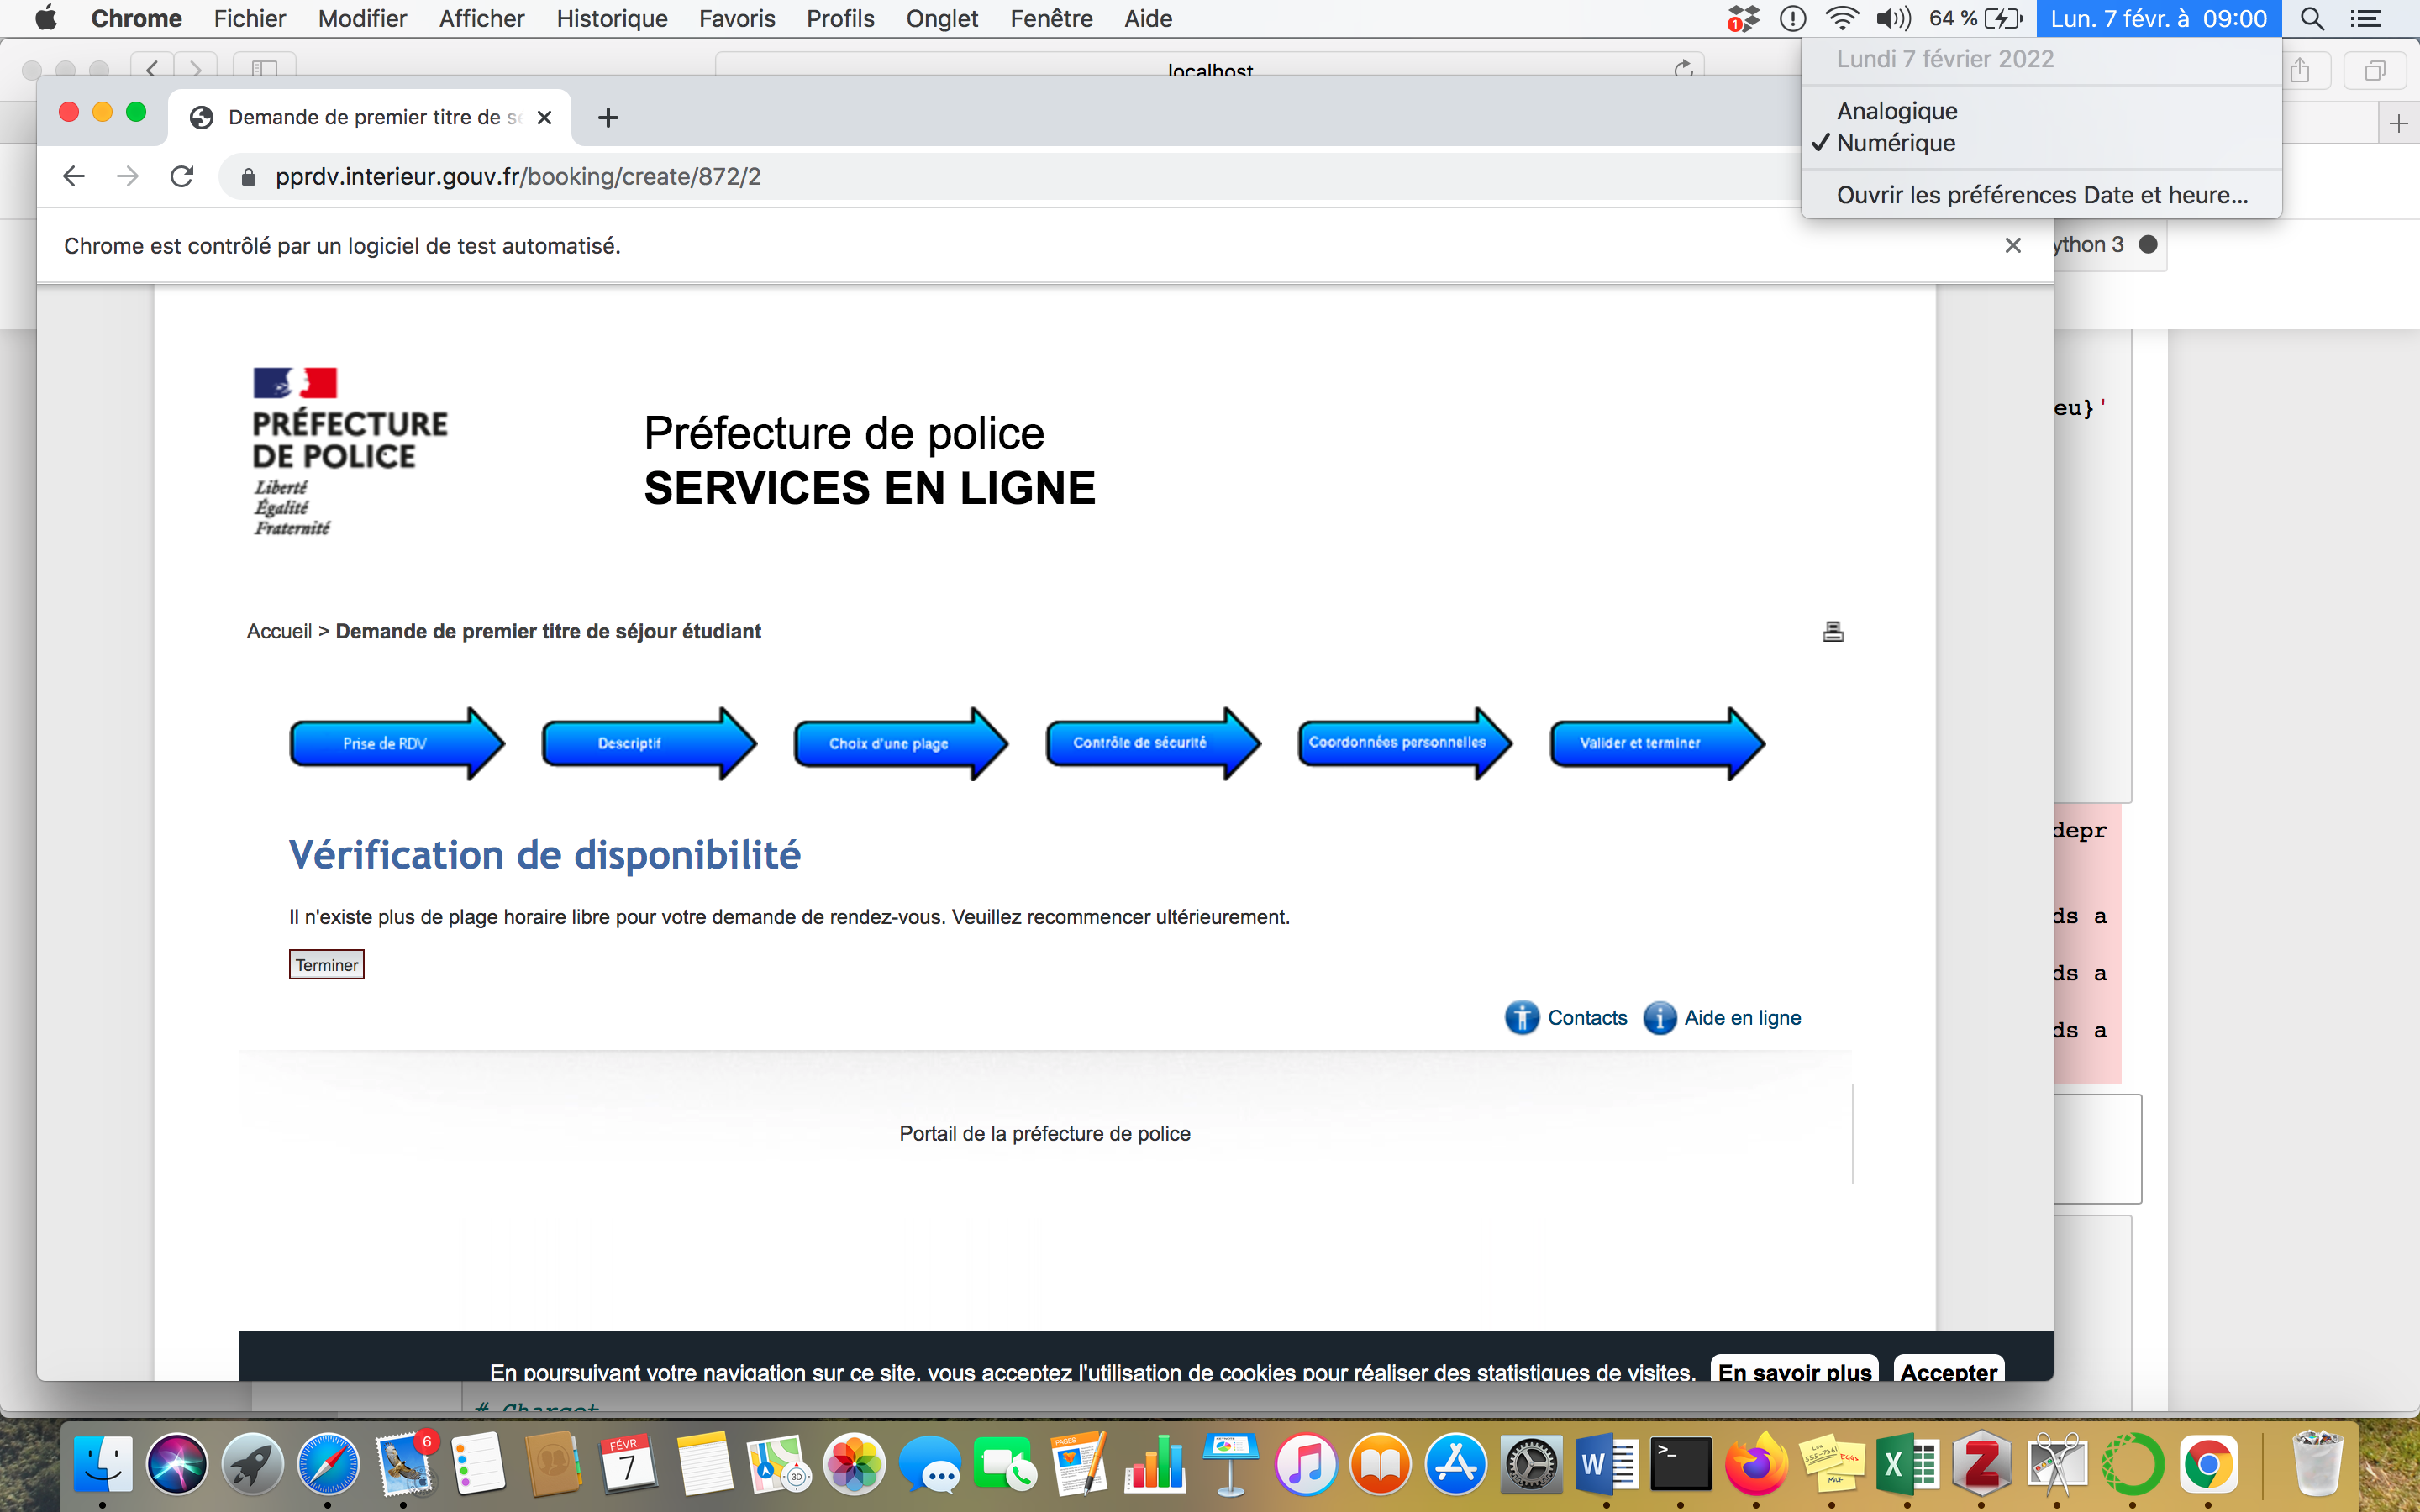 Chrome Fichier Modifier Afficher Historique Favoris Profils Onglet Fenêtre Aide 1 64 % Lun. 7 févr. à 09:00
localhost
Lundi 7 février 2022
Analogique
✓ Numérique
Ouvrir les préférences Date et heure...
Demande de premier titre de s
pprdv.interieur.gouv.fr/booking/create/872/2
Chrome est contrôlé par un logiciel de test automatisé.
ython 3
eu}'
PRÉFECTURE
DE POLICE
Liberté
Égalité
Fraternité
Préfecture de police
SERVICES EN LIGNE
Accueil > Demande de premier titre de séjour étudiant
Prise de RDV
Descriptif
Choix d'une plage
Contrôle de sécurité
Coordonnées personnelles
Valider et terminer
depr
ds a
ds a
ds a
Vérification de disponibilité
Il n'existe plus de plage horaire libre pour votre demande de rendez-vous. Veuillez recommencer ultérieurement.
Terminer
Contacts
Aide en ligne
Portail de la préfecture de police
En poursuivant votre navigation sur ce site, vous acceptez l'utilisation de cookies pour réaliser des statistiques de visites. En savoir plus Accepter
6
FÉVR.
7
3D
PAGES